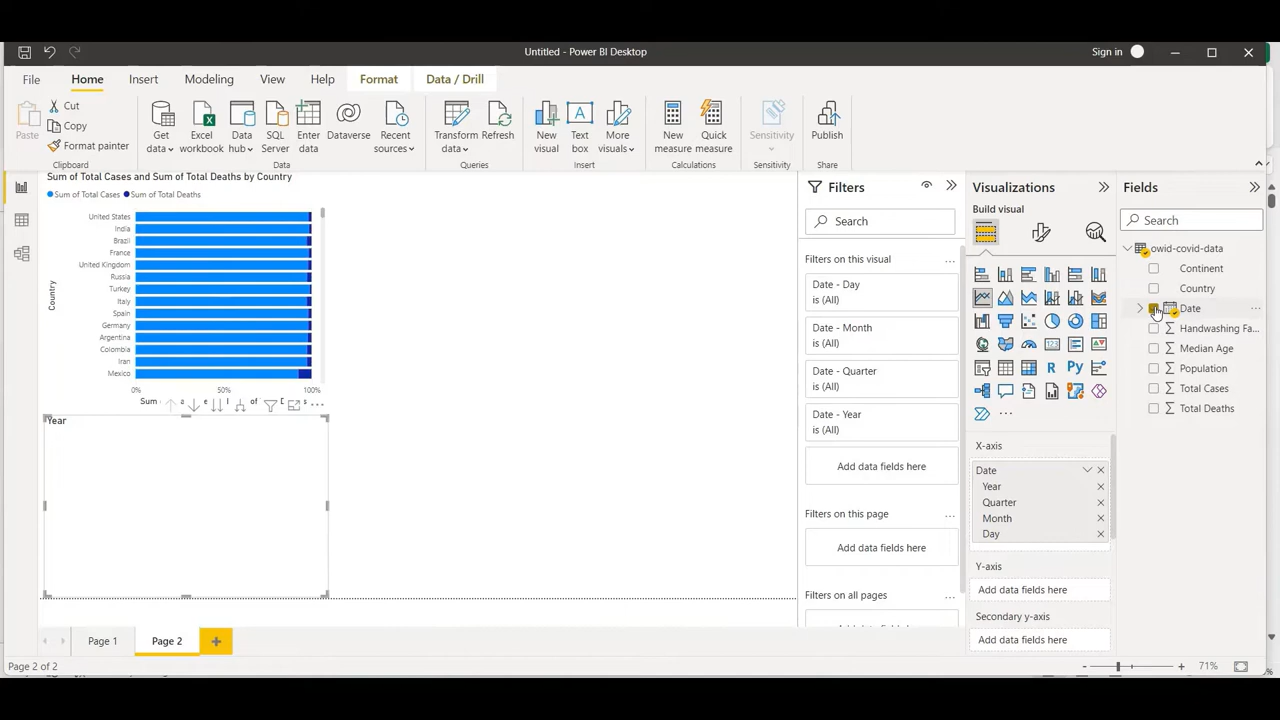 Untitled - Power BI Desktop
Sign in
File Home Insert Modeling View Help Format Data / Drill
Paste
Cut
Copy
Format painter
Get data
Excel workbook
Data hub
SQL Server
Enter data
Dataverse
Recent sources
Transform data
Refresh
New visual
Text box
More visuals
New measure
Quick measure
Sensitivity
Publish
Clipboard Data Queries Insert Calculations Sensitivity Share
Sum of Total Cases and Sum of Total Deaths by Country
Sum of Total Cases Sum of Total Deaths
Country
United States
India
Brazil
France
United Kingdom
Russia
Turkey
Italy
Spain
Germany
Argentina
Colombia
Iran
Mexico
0% 50% 100%
Sum of
Year
Filters
Search
Filters on this visual ...
Date - Day
is (All)
Date - Month
is (All)
Date - Quarter
is (All)
Date - Year
is (All)
Add data fields here
Filters on this page ...
Add data fields here
Filters on all pages ...
Visualizations
Build visual
R Py
...
X-axis
Date
Year
Quarter
Month
Day
Y-axis
Add data fields here
Secondary y-axis
Add data fields here
Fields
Search
owid-covid-data
Continent
Country
Date ...
Handwashing Fa...
Median Age
Population
Total Cases
Total Deaths
Page 1 Page 2
Page 2 of 2
71%